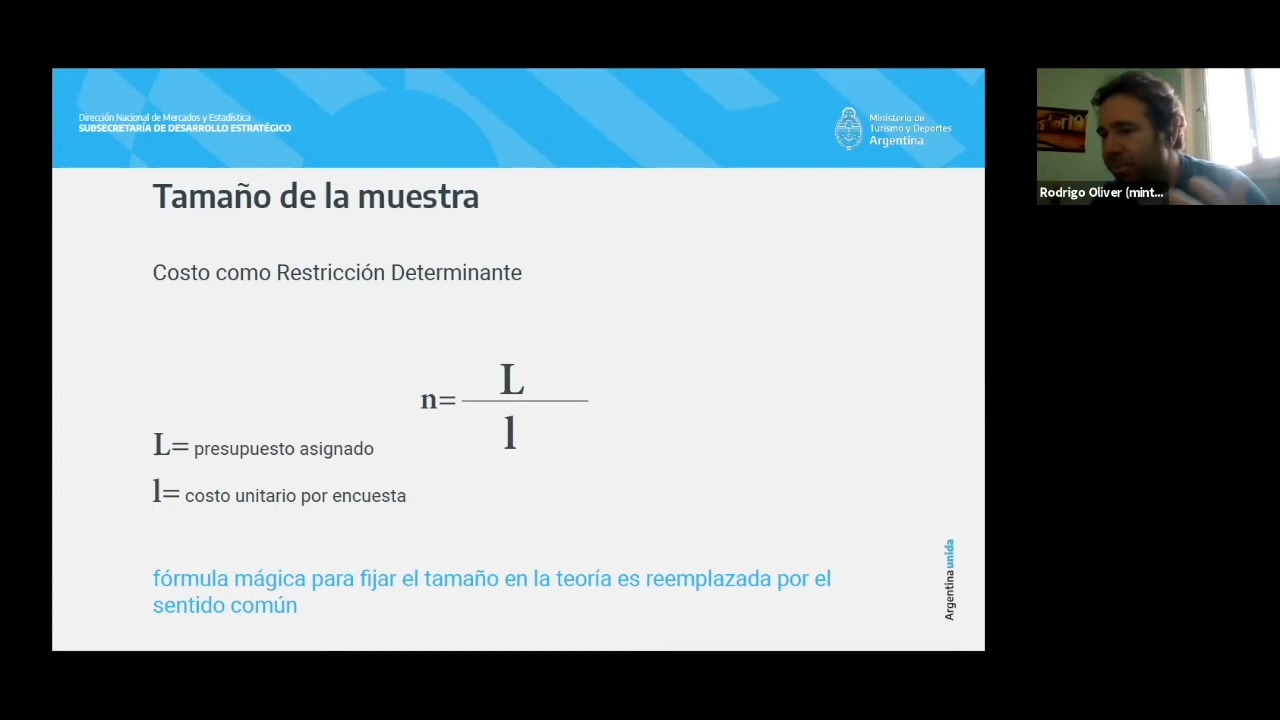 Dirección Nacional de Mercados y Estadística
SUBSECRETARÍA DE DESARROLLO ESTRATÉGICO
Ministerio de
Turismo y Deportes
Argentina
Rodrigo Oliver (mint...
Tamaño de la muestra
Costo como Restricción Determinante
n=
L
l
L= presupuesto asignado
l= costo unitario por encuesta
fórmula mágica para fijar el tamaño en la teoría es reemplazada por el
sentido común
Argentina unida